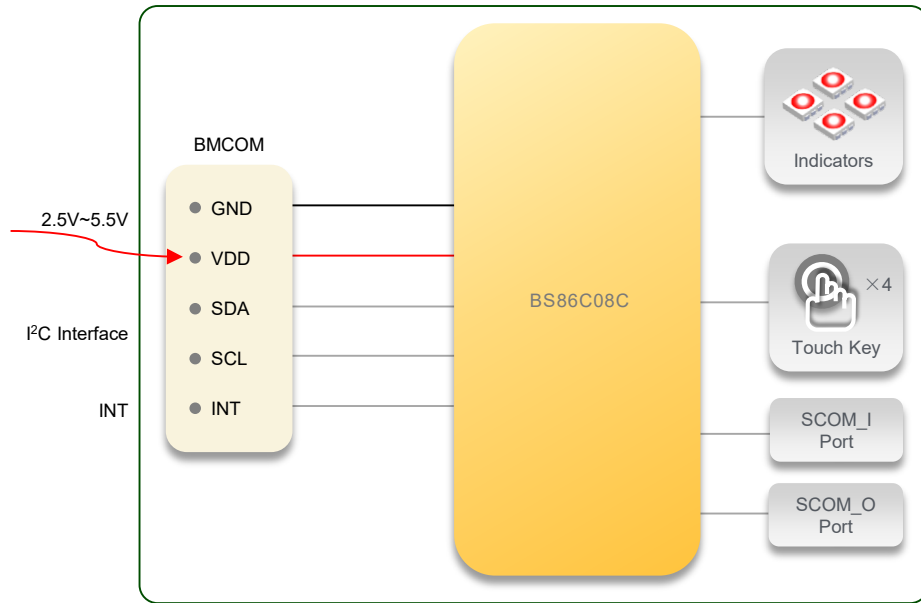 BMCOM
2.5V~5.5V
I²C Interface
INT
GND
VDD
SDA
SCL
INT
BS86C08C
Indicators
×4
Touch Key
SCOM_I
Port
SCOM_O
Port